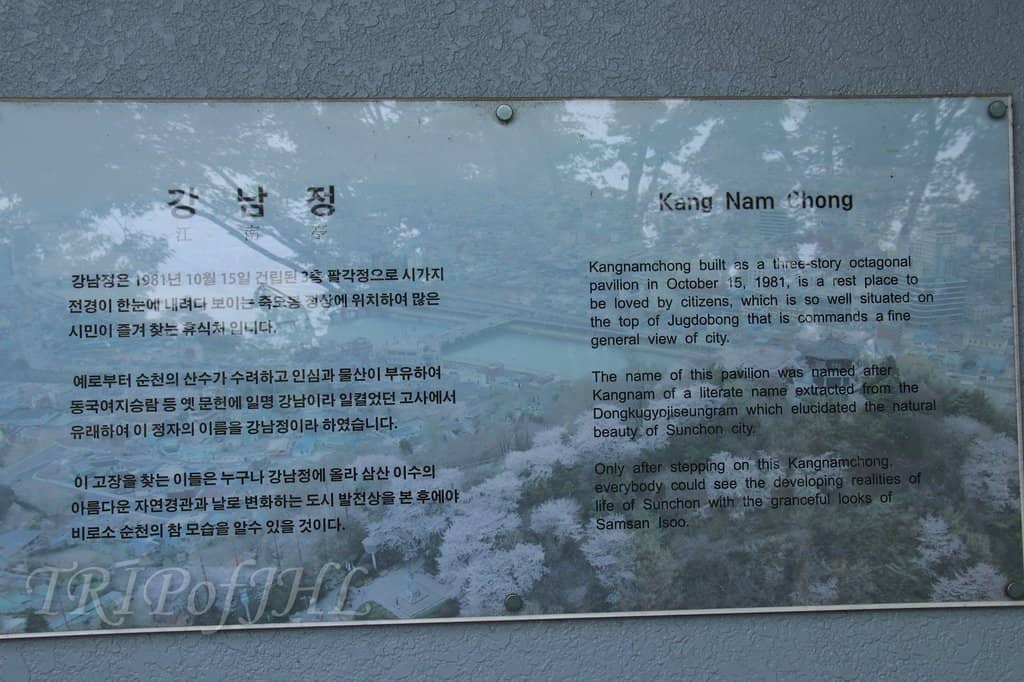 강남정
江南亭
강남정은 1981년 10월 15일 건립된 3층 팔각정으로 시가지
전경이 한눈에 내려다 보이는 죽도봉 정상에 위치하여 많은
시민이 즐겨 찾는 휴식처 입니다.
예로부터 순천의 산수가 수려하고 인심과 물산이 부유하여
동국여지승람 등 옛 문헌에 일명 강남이라 일컬었던 고사에서
유래하여 이 정자의 이름을 강남정이라 하였습니다.
이 고장을 찾는 이들은 누구나 강남정에 올라 삼산 이수의
아름다운 자연경관과 날로 변화하는 도시 발전상을 본 후에야
비로소 순천의 참 모습을 알수 있을 것이다.
Kang Nam Chong
Kangnamchong built as a three-story octagonal
pavilion in October 15, 1981, is a rest place to
be loved by citizens, which is so well situated on
the top of Jugdobong that is commands a fine
general view of city.
The name of this pavilion was named after
Kangnam of a literate name extracted from the
Dongkugyojiseungram which elucidated the natural
beauty of Sunchon city.
Only after stepping on this Kangnamchong,
everybody could see the developing realities of
life of Sunchon with the granceful looks of
Samsan Isoo.
TRIPofJHL